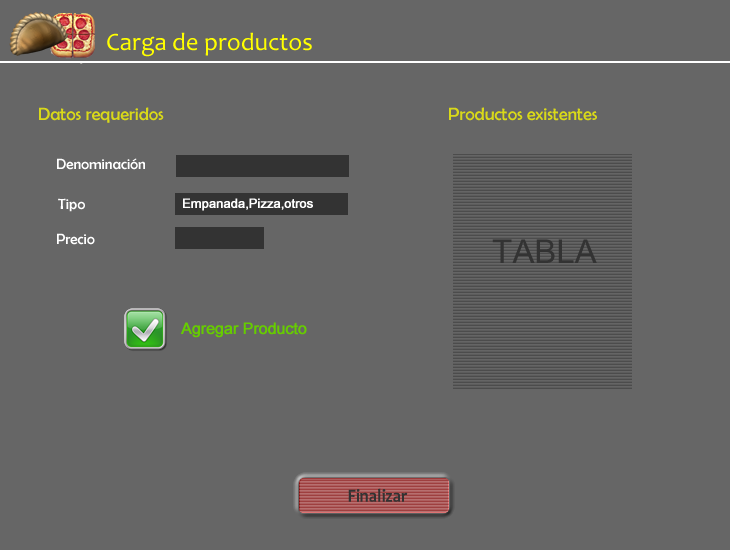 Carga de productos
Datos requeridos
Denominación
Tipo
Empanada,Pizza,otros
Precio
Agregar Producto
Productos existentes
TABLA
Finalizar